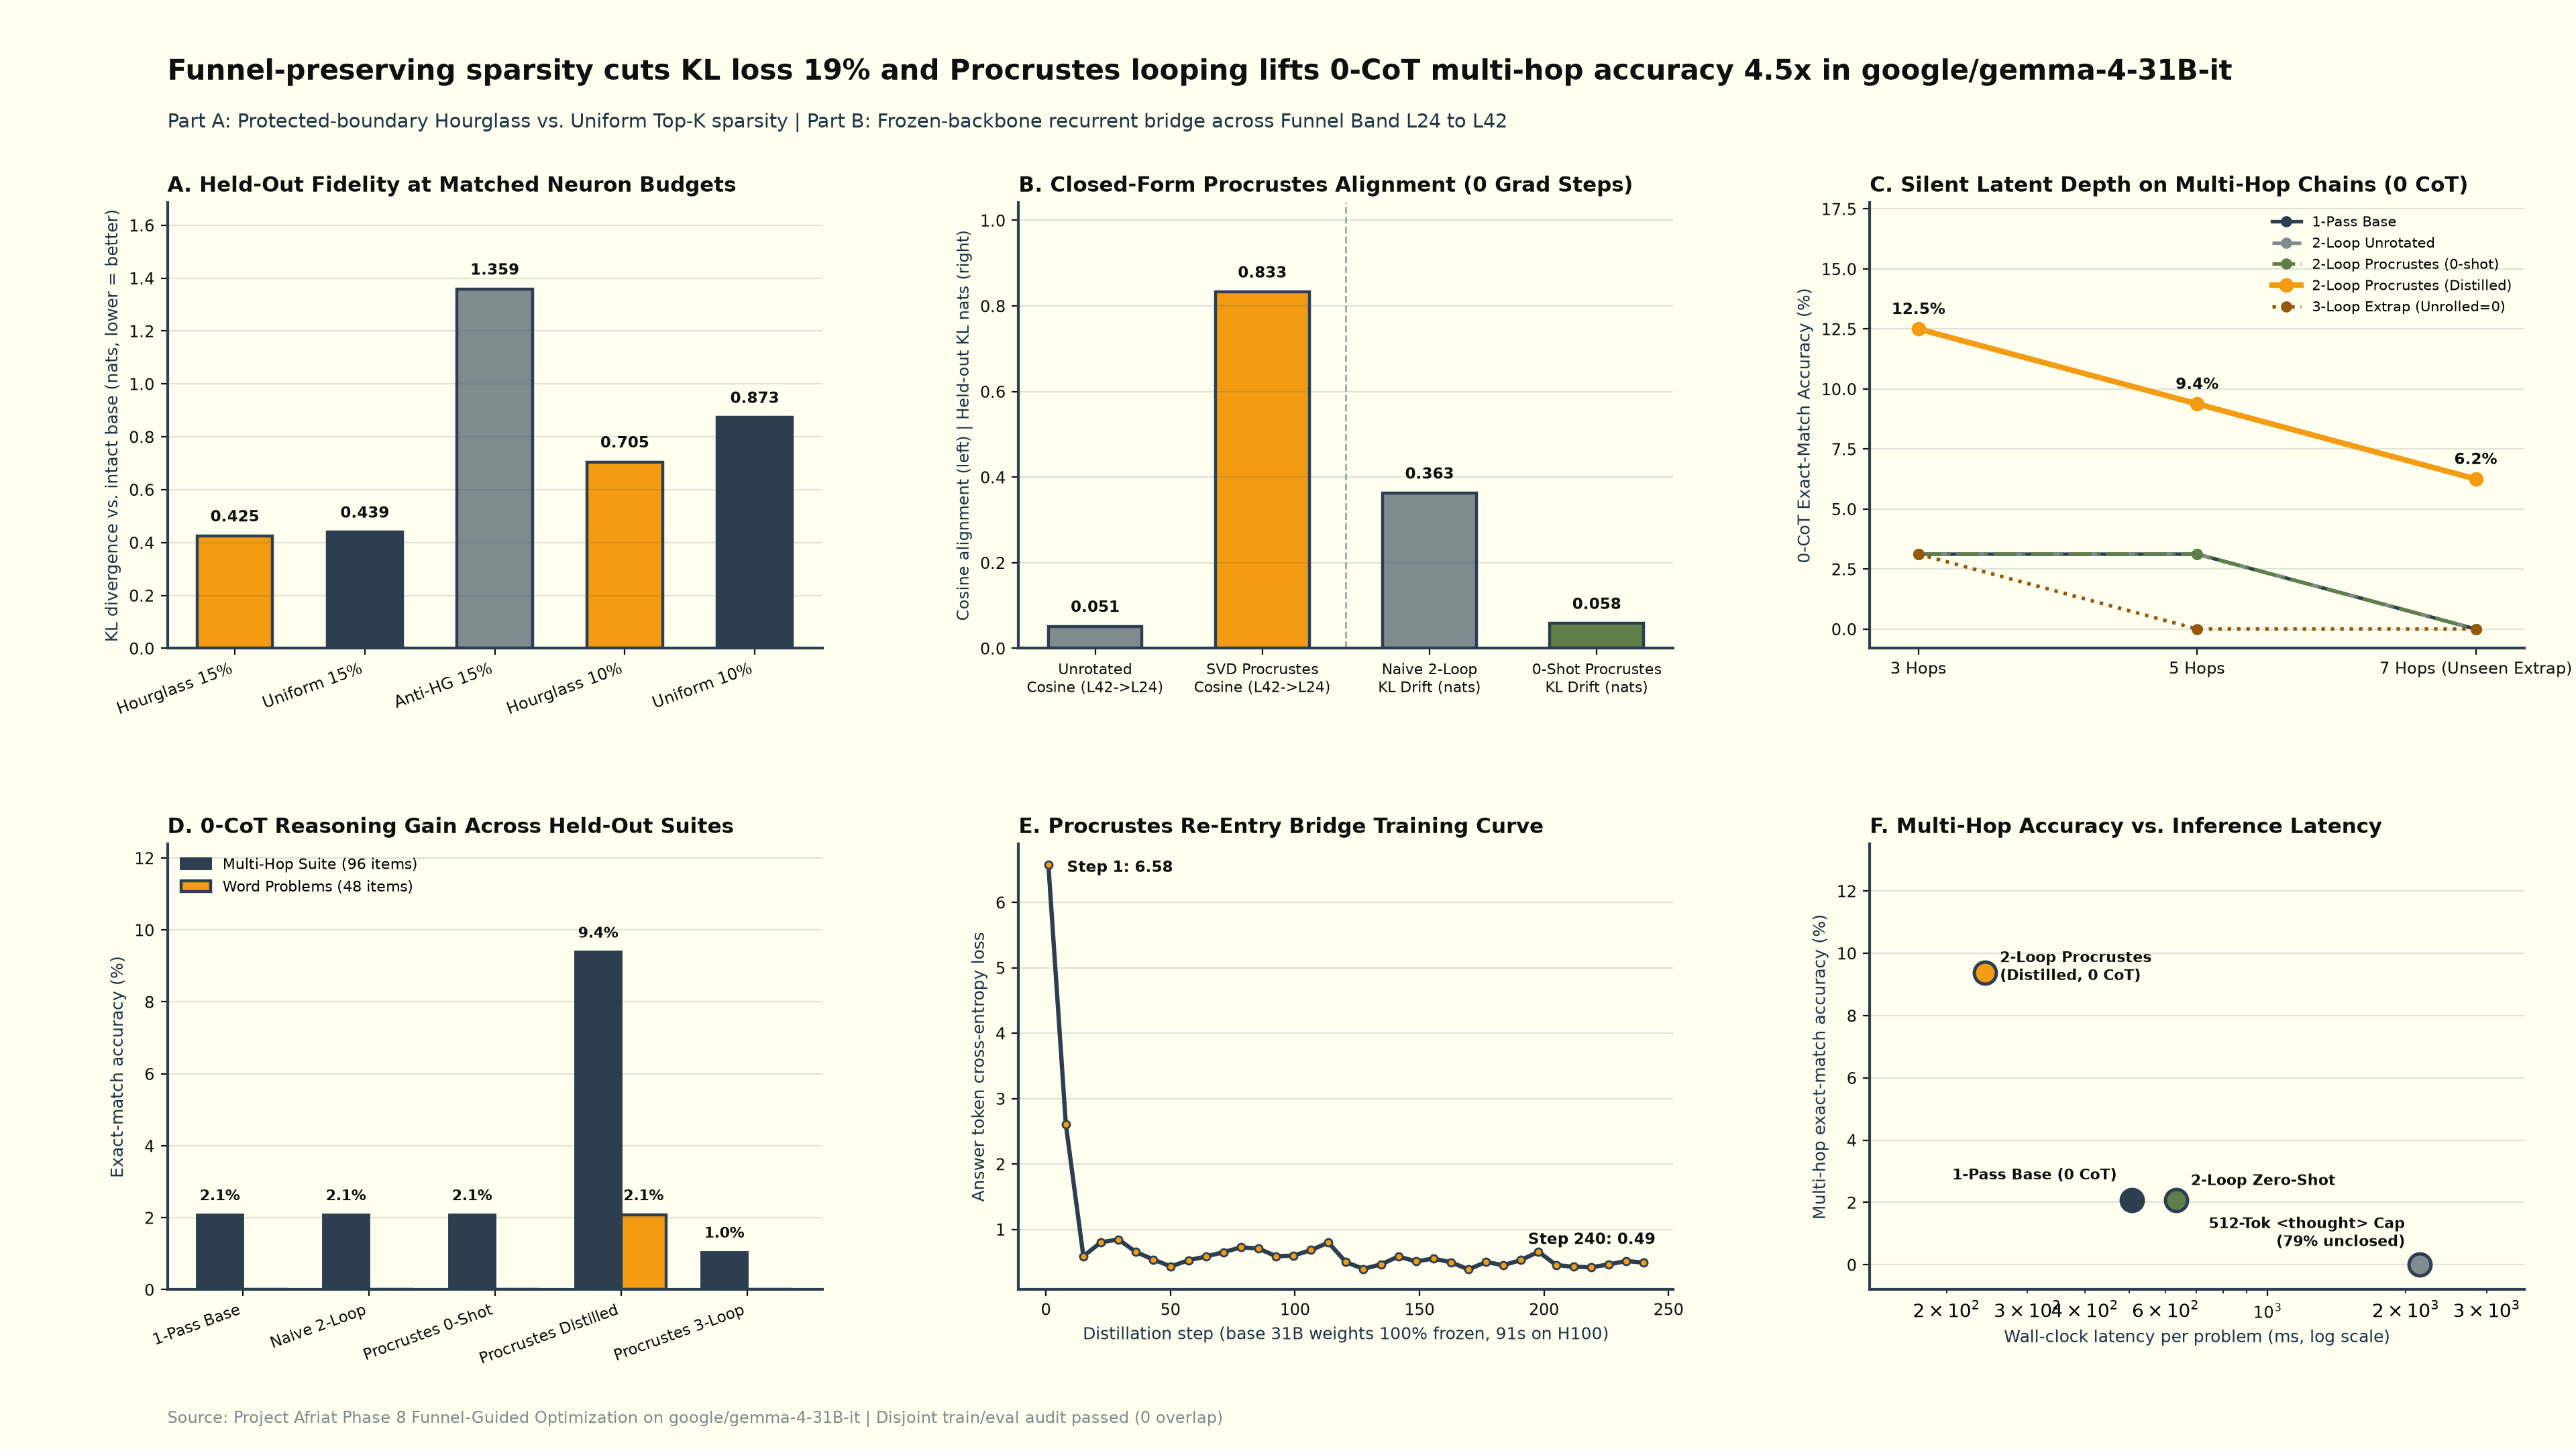 Funnel-preserving sparsity cuts KL loss 19% and Procrustes looping lifts 0-CoT multi-hop accuracy 4.5x in google/gemma-4-31B-it
Part A: Protected-boundary Hourglass vs. Uniform Top-K sparsity | Part B: Frozen-backbone recurrent bridge across Funnel Band L24 to L42
A. Held-Out Fidelity at Matched Neuron Budgets
KL divergence vs. intact base (nats, lower = better)
1.6
1.4
1.2
1.0
0.8
0.6
0.4
0.2
0.0
0.425
0.439
1.359
0.705
0.873
Hourglass 15%
Uniform 15%
Anti-HG 15%
Hourglass 10%
Uniform 10%
B. Closed-Form Procrustes Alignment (0 Grad Steps)
Cosine alignment (left) | Held-out KL nats (right)
1.0
0.8
0.6
0.4
0.2
0.0
0.051
0.833
0.363
0.058
Unrotated
Cosine (L42->L24)
SVD Procrustes
Cosine (L42->L24)
Naive 2-Loop
KL Drift (nats)
0-Shot Procrustes
KL Drift (nats)
C. Silent Latent Depth on Multi-Hop Chains (0 CoT)
0-CoT Exact-Match Accuracy (%)
17.5
15.0
12.5
10.0
7.5
5.0
2.5
0.0
1-Pass Base
2-Loop Unrotated
2-Loop Procrustes (0-shot)
2-Loop Procrustes (Distilled)
3-Loop Extrap (Unrolled=0)
12.5%
9.4%
6.2%
3 Hops
5 Hops
7 Hops (Unseen Extrap)
D. 0-CoT Reasoning Gain Across Held-Out Suites
Exact-match accuracy (%)
12
10
8
6
4
2
0
Multi-Hop Suite (96 items)
Word Problems (48 items)
2.1%
2.1%
2.1%
9.4%
2.1%
1.0%
1-Pass Base
Naive 2-Loop
Procrustes 0-Shot
Procrustes Distilled
Procrustes 3-Loop
E. Procrustes Re-Entry Bridge Training Curve
Answer token cross-entropy loss
6
5
4
3
2
1
Step 1: 6.58
Step 240: 0.49
0
50
100
150
200
250
Distillation step (base 31B weights 100% frozen, 91s on H100)
F. Multi-Hop Accuracy vs. Inference Latency
Multi-hop exact-match accuracy (%)
12
10
8
6
4
2
0
2-Loop Procrustes
(Distilled, 0 CoT)
1-Pass Base (0 CoT)
2-Loop Zero-Shot
512-Tok <thought> Cap
(79% unclosed)
2 × 10²
3 × 10²
4 × 10²
6 × 10²
10³
2 × 10³
3 × 10³
Wall-clock latency per problem (ms, log scale)
Source: Project Afriat Phase 8 Funnel-Guided Optimization on google/gemma-4-31B-it | Disjoint train/eval audit passed (0 overlap)